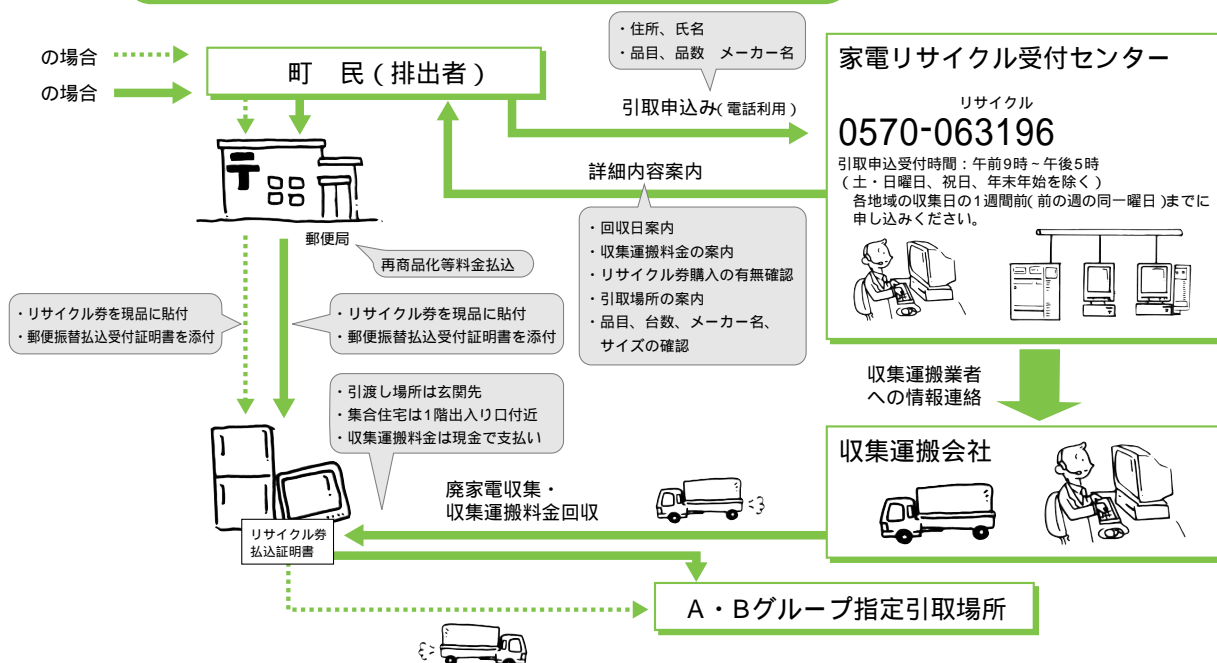 ・住所、氏名
・品目、品数　メーカー名
の場合
の場合
町　民（排出者）
引取申込み（電話利用）
家電リサイクル受付センター
リサイクル
0570-063196
引取申込受付時間：午前9時～午後5時
（土・日曜日、祝日、年末年始を除く）
各地域の収集日の1週間前（前の週の同一曜日）までに
申し込みください。
詳細内容案内
・回収日案内
・収集運搬料金の案内
・リサイクル券購入の有無確認
・引取場所の案内
・品目、台数、メーカー名、
サイズの確認
郵便局
再商品化等料金払込
・リサイクル券を現品に貼付
・郵便振替払込受付証明書を添付
・リサイクル券を現品に貼付
・郵便振替払込受付証明書を添付
・引渡し場所は玄関先
・集合住宅は1階出入り口付近
・収集運搬料金は現金で支払い
収集運搬業者
への情報連絡
収集運搬会社
廃家電収集・
収集運搬料金回収
リサイクル券
払込証明書
A・Bグループ指定引取場所